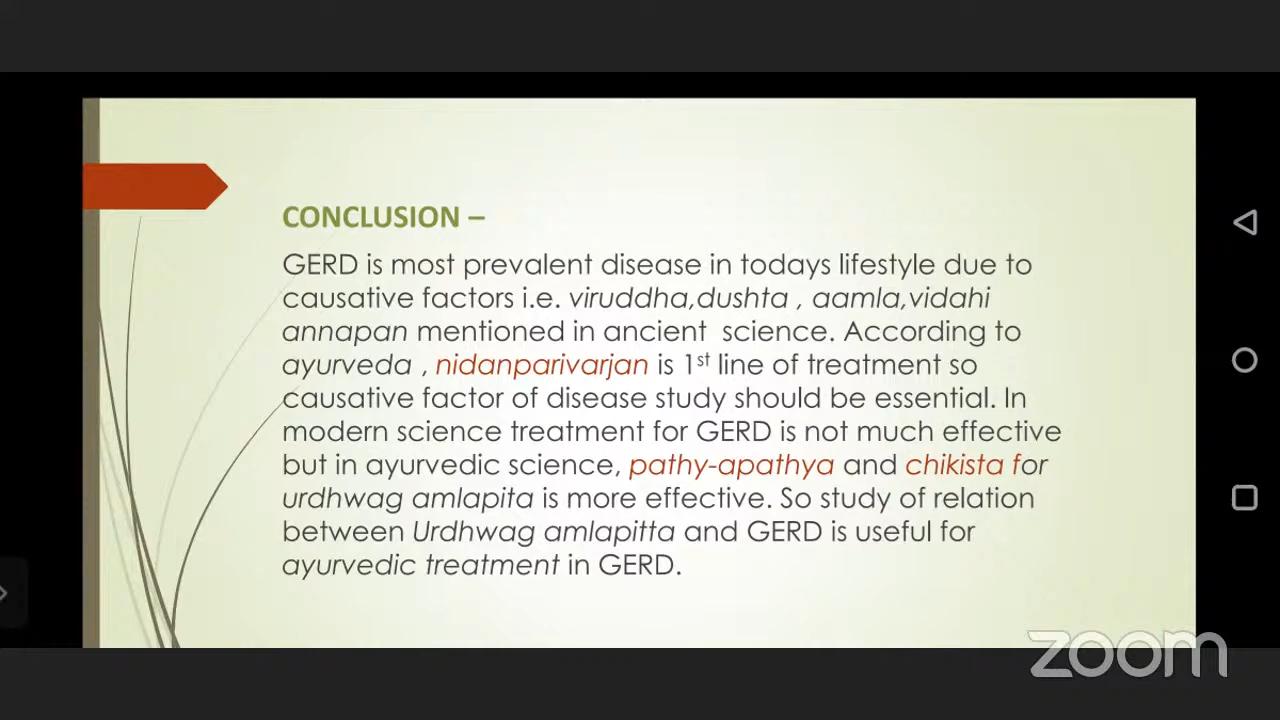 CONCLUSION –
GERD is most prevalent disease in todays lifestyle due to
causative factors i.e. viruddha,dushta , aamla,vidahi
annapan mentioned in ancient science. According to
ayurveda , nidanparivarjan is 1st line of treatment so
causative factor of disease study should be essential. In
modern science treatment for GERD is not much effective
but in ayurvedic science, pathy-apathya and chikista for
urdhwag amlapita is more effective. So study of relation
between Urdhwag amlapitta and GERD is useful for
ayurvedic treatment in GERD.
zoom